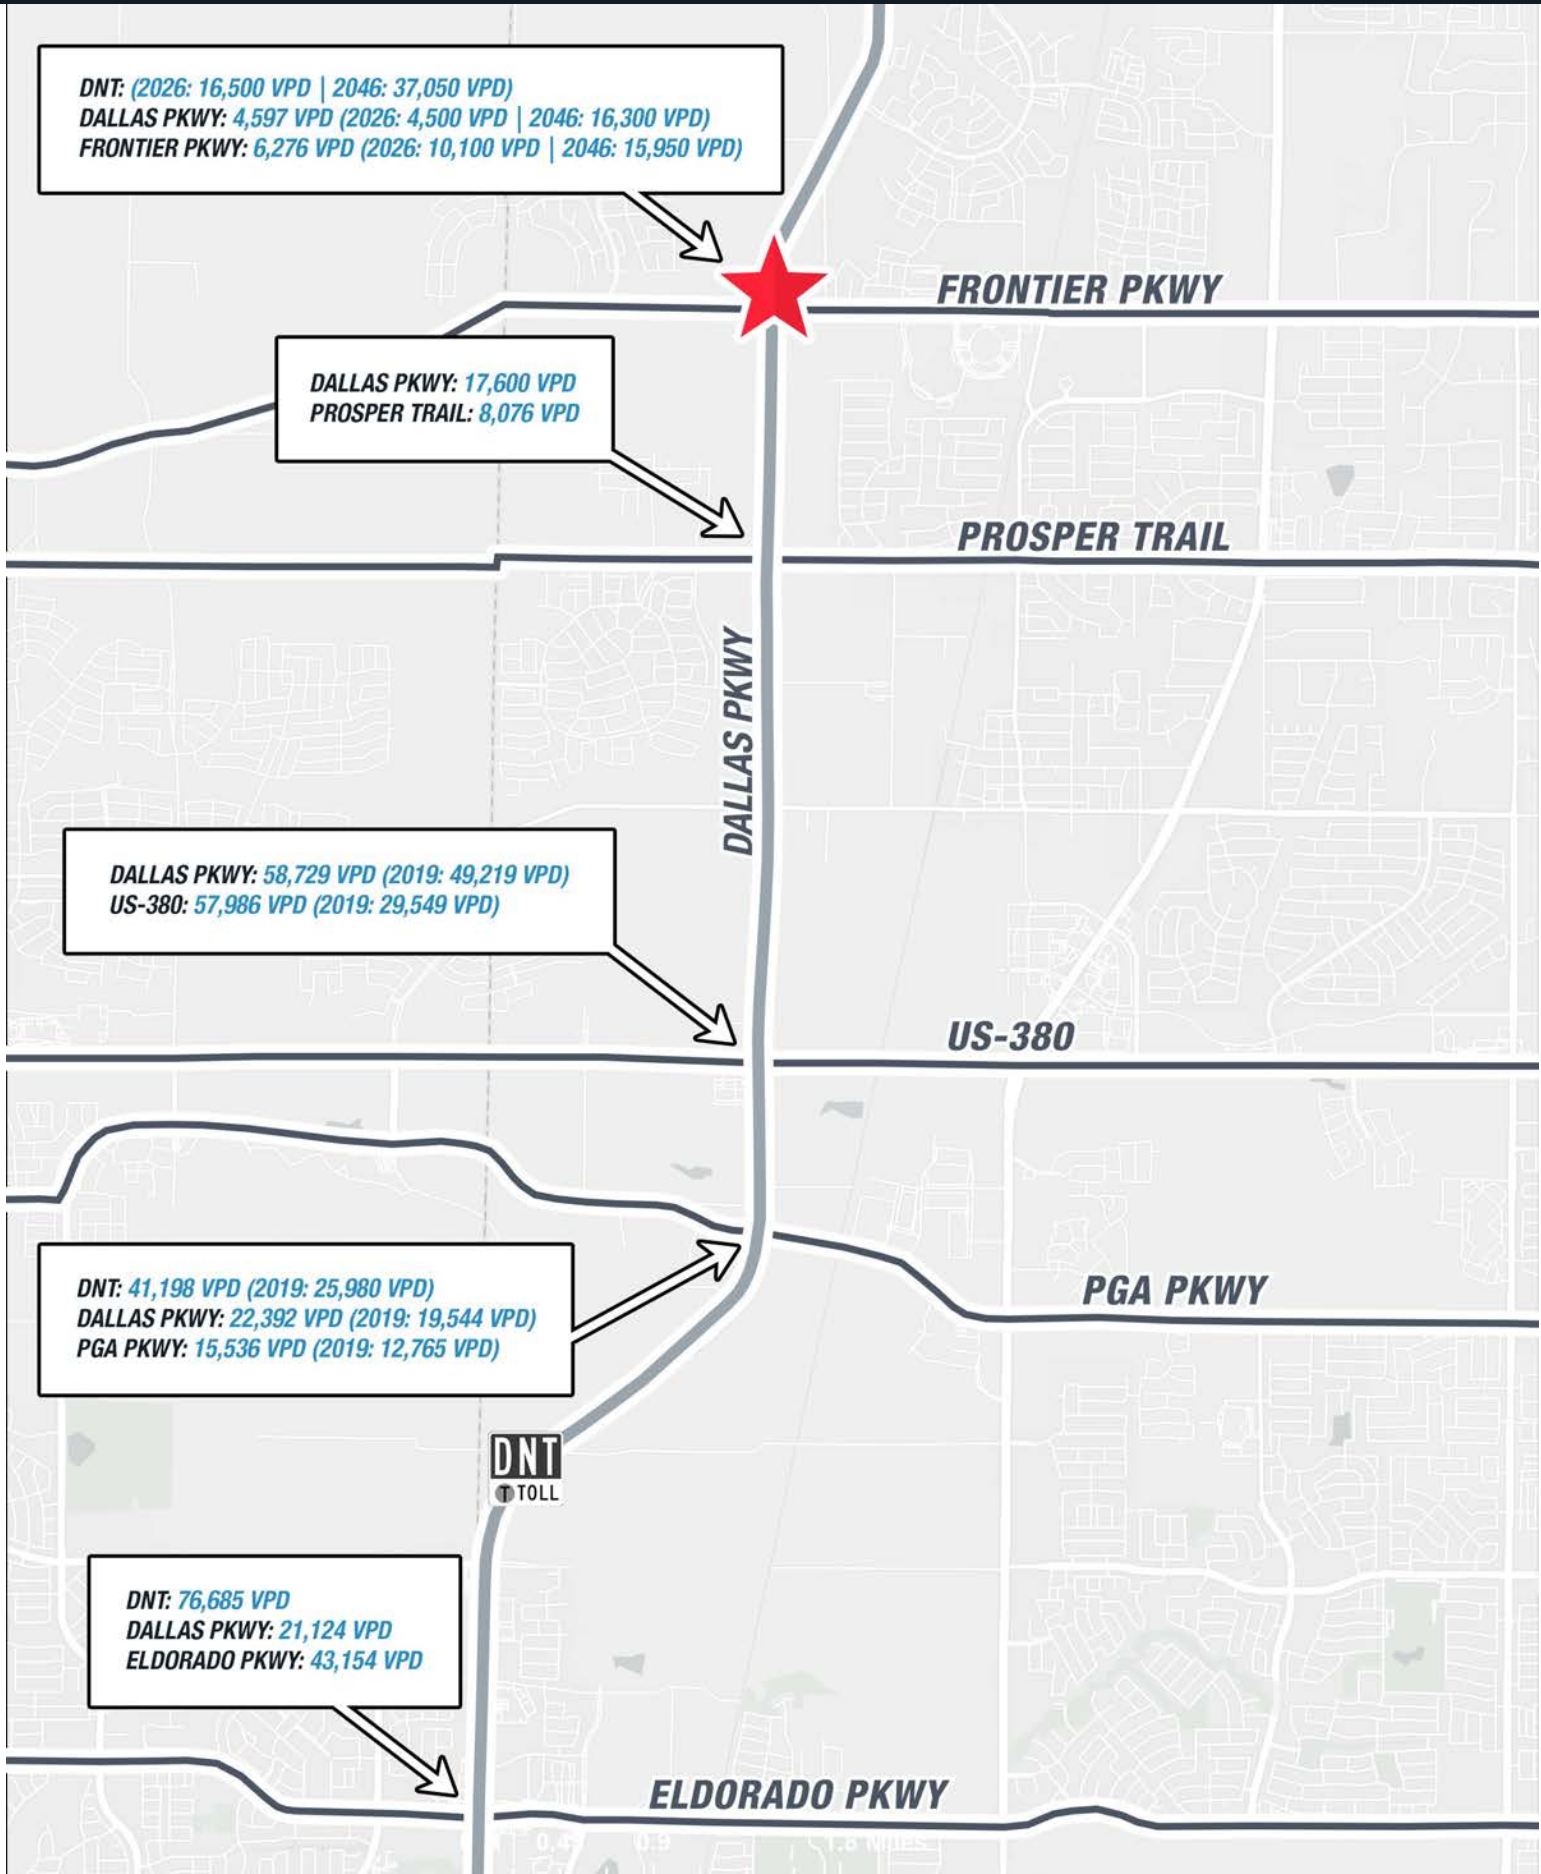 DNT: (2026: 16,500 VPD | 2046: 37,050 VPD)
DALLAS PKWY: 4,597 VPD (2026: 4,500 VPD | 2046: 16,300 VPD)
FRONTIER PKWY: 6,276 VPD (2026: 10,100 VPD | 2046: 15,950 VPD)
FRONTIER PKWY
DALLAS PKWY: 17,600 VPD
PROSPER TRAIL: 8,076 VPD
PROSPER TRAIL
DALLAS PKWY
DALLAS PKWY: 58,729 VPD (2019: 49,219 VPD)
US-380: 57,986 VPD (2019: 29,549 VPD)
US-380
DNT: 41,198 VPD (2019: 25,980 VPD)
DALLAS PKWY: 22,392 VPD (2019: 19,544 VPD)
PGA PKWY: 15,536 VPD (2019: 12,765 VPD)
PGA PKWY
DNT
T TOLL
DNT: 76,685 VPD
DALLAS PKWY: 21,124 VPD
ELDORADO PKWY: 43,154 VPD
ELDORADO PKWY
0.9 1.8 Miles